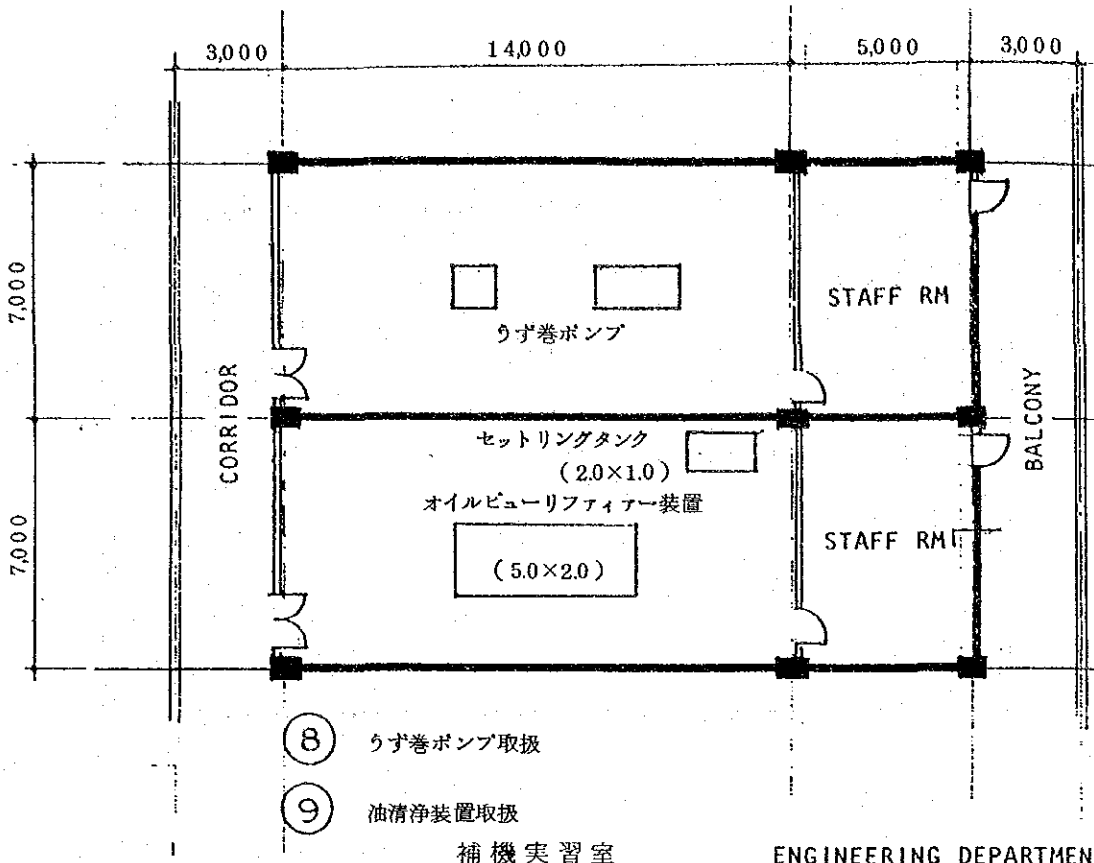 3,000
14,000
5,000
3,000
7,000
うず巻ポンプ
STAFF RM
CORRIDOR
BALCONY
7,000
セットリングタンク
(2.0×1.0)
オイルピューリファィァー装置
(5.0×2.0)
STAFF RM
⑧ うず巻ポンプ取扱
⑨ 油清浄装置取扱
補機実習室
ENGINEERING DEPARTMEN